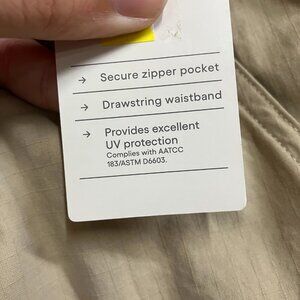 → Secure zipper pocket
→ Drawstring waistband
→ Provides excellent
UV protection
Complies with AATCC
183/ASTM D6603.